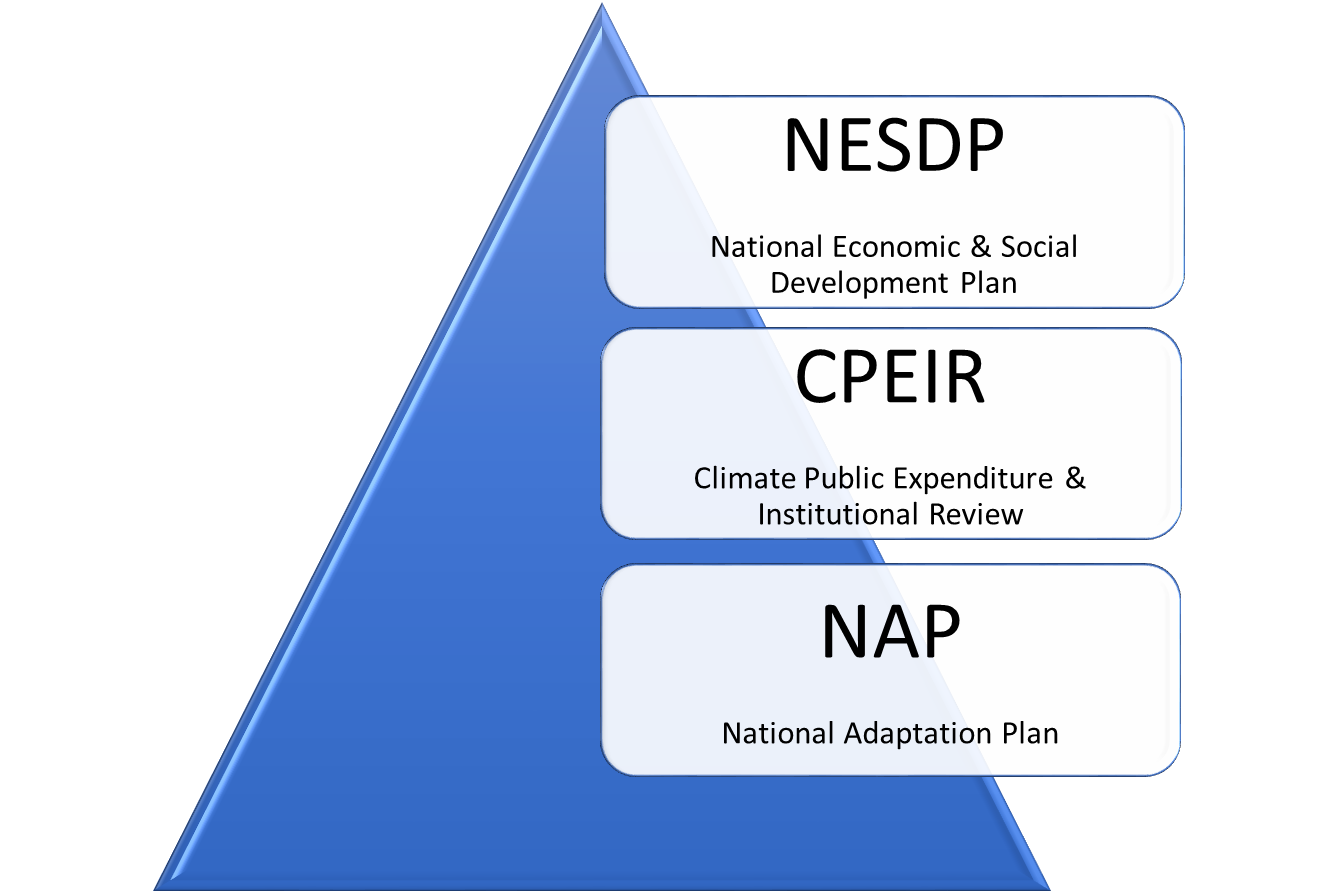 NESDP
National Economic & Social
Development Plan
CPEIR
Climate Public Expenditure &
Institutional Review
NAP
National Adaptation Plan